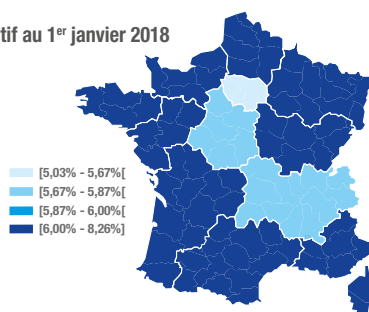 tif au 1er janvier 2018
[5,03% - 5,67%[
[5,67% - 5,87%[
[5,87% - 6,00%[
[6,00% - 8,26%]